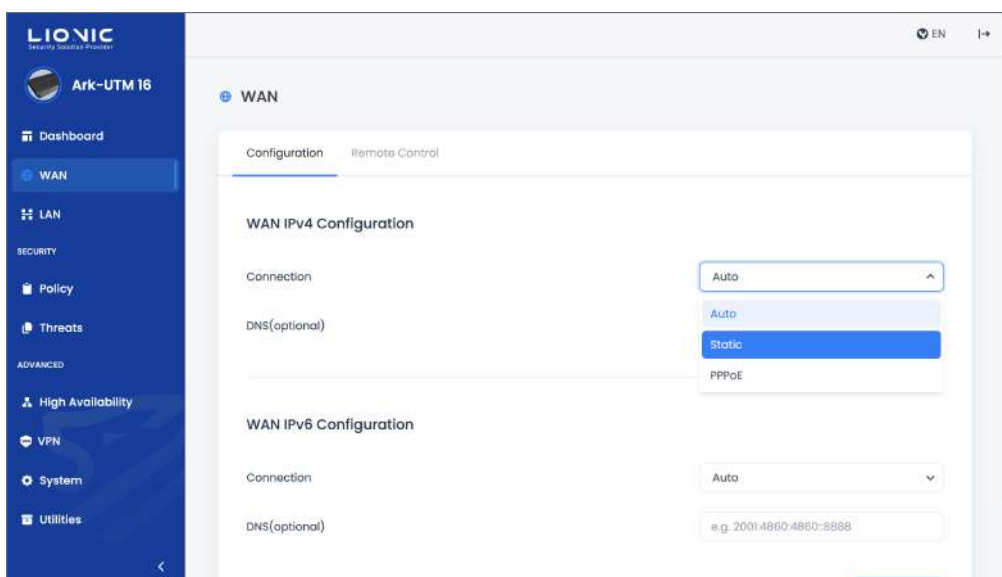 LIONIC
Security Solution Provider
EN
Ark-UTM 16
WAN
Dashboard
WAN
LAN
SECURITY
Policy
Threats
ADVANCED
High Availability
VPN
System
Utilities
Configuration
Remote Control
WAN IPv4 Configuration
Connection
Auto
Auto
Static
PPPoE
DNS(optional)
WAN IPv6 Configuration
Connection
Auto
DNS(optional)
e.g. 2001:4860:4860::8888